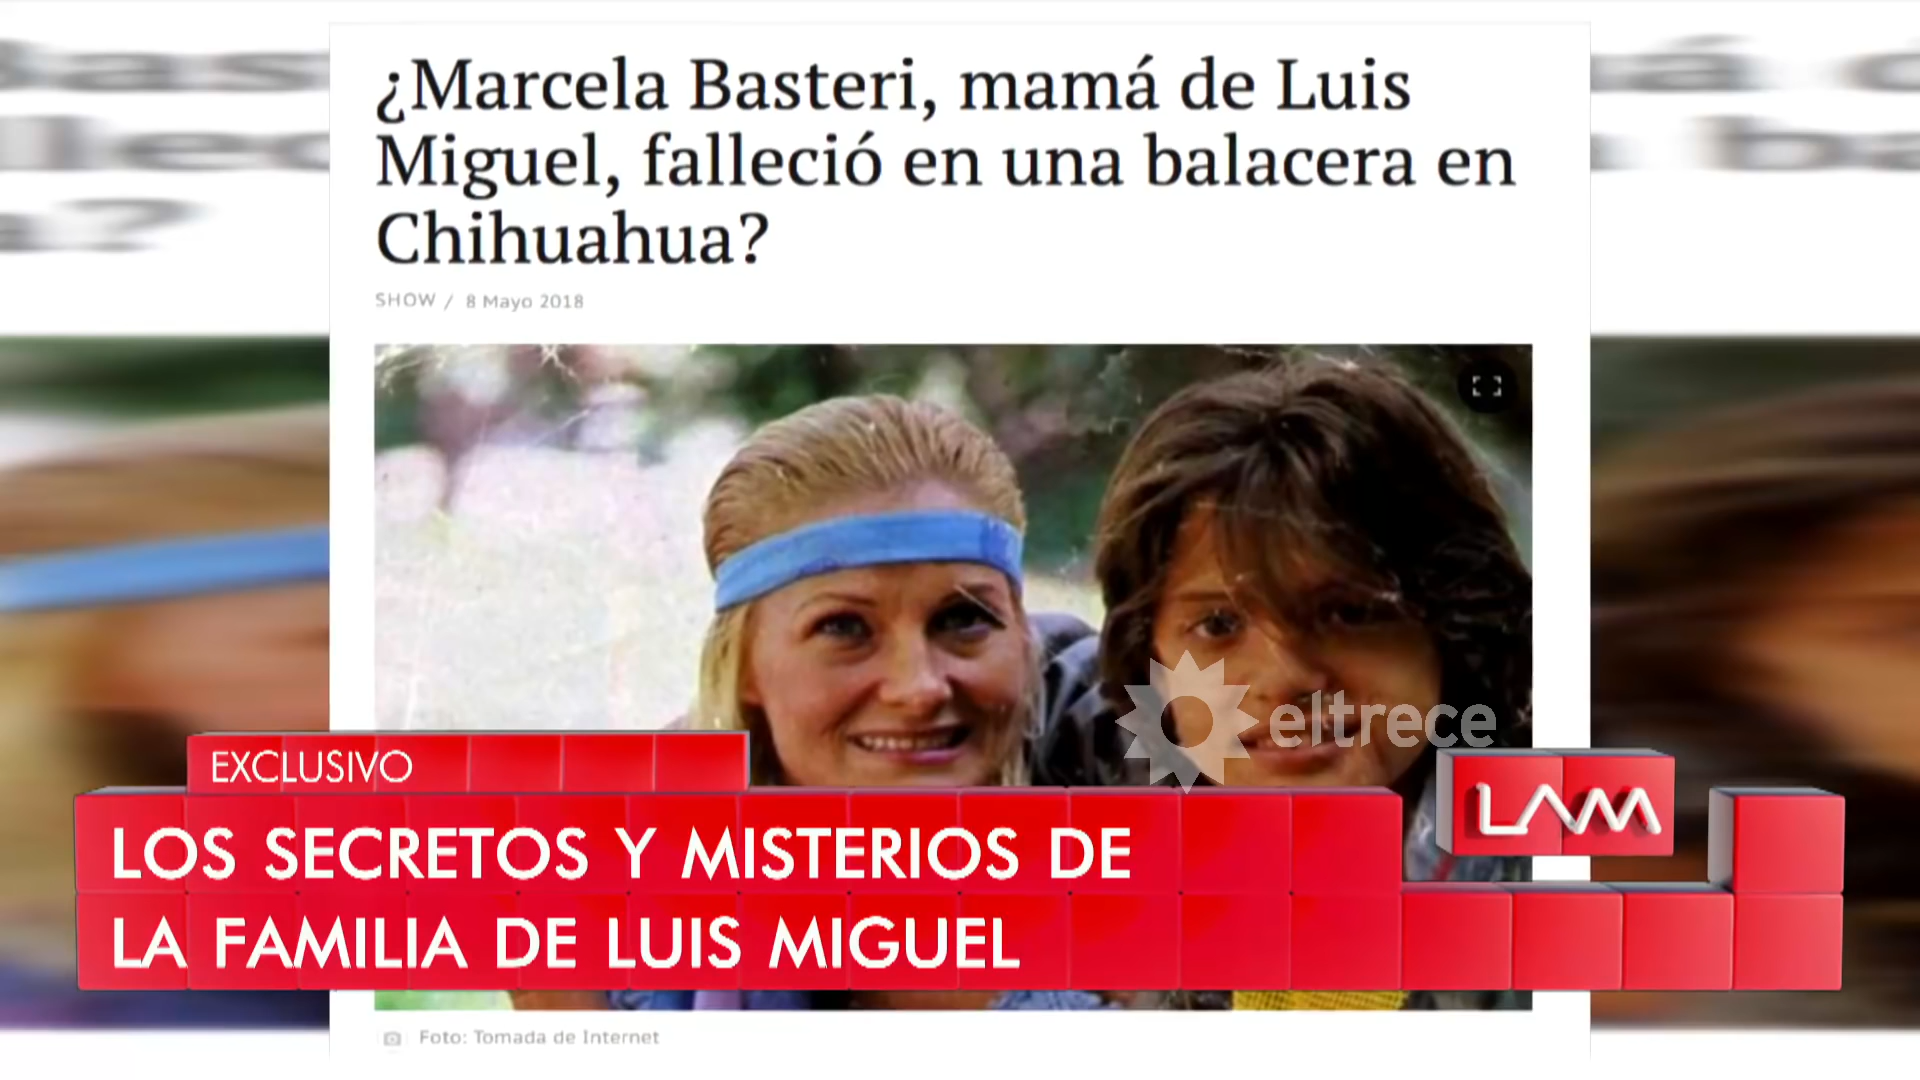 ¿Marcela Basteri, mamá de Luis
Miguel, falleció en una balacera en
Chihuahua?
SHOW / 8 Mayo 2018
eltrece
EXCLUSIVO
LAM
LOS SECRETOS Y MISTERIOS DE
LA FAMILIA DE LUIS MIGUEL
Foto: Tomada de Internet